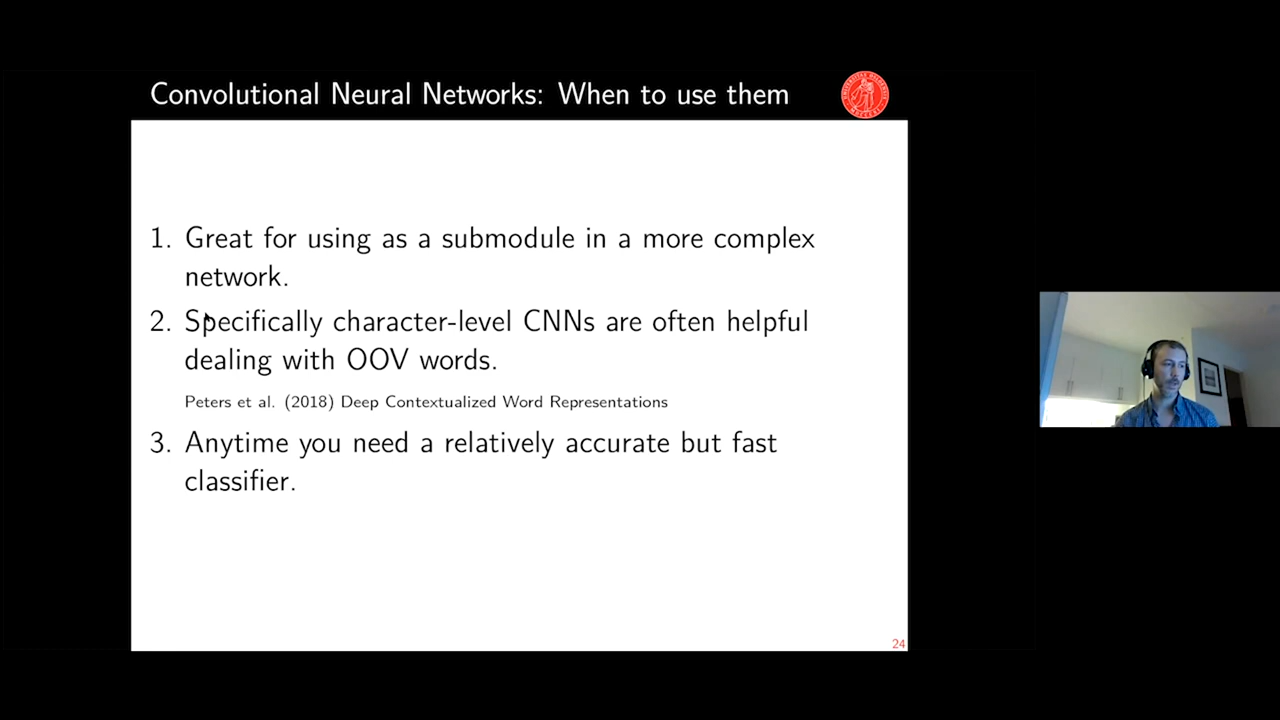 Convolutional Neural Networks: When to use them
1. Great for using as a submodule in a more complex
network.
2. Specifically character-level CNNs are often helpful
dealing with OOV words.
Peters et al. (2018) Deep Contextualized Word Representations
3. Anytime you need a relatively accurate but fast
classifier.
24